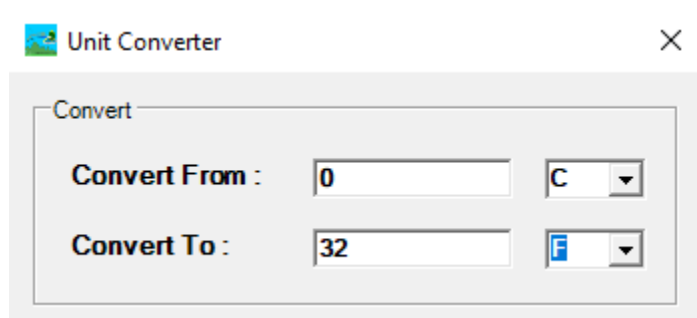 Unit Converter
Convert
Convert From : 0 C
Convert To : 32 F